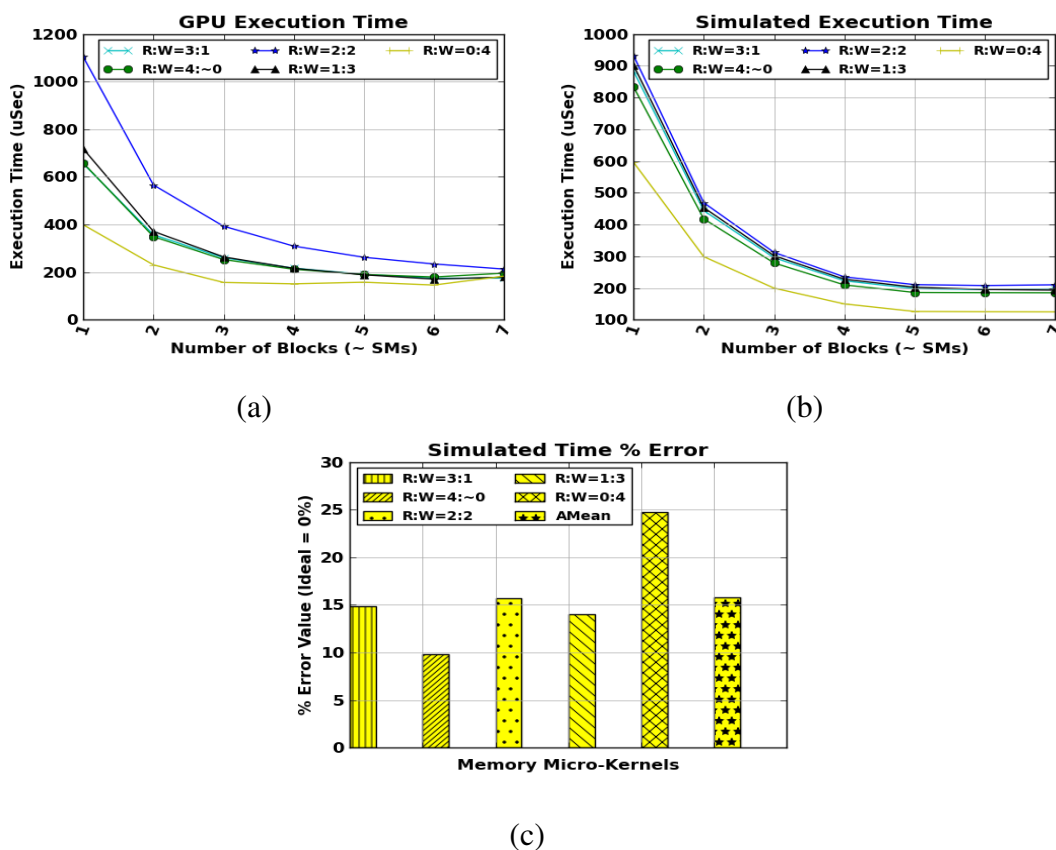 GPU Execution Time
R:W=3:1 R:W=2:2 R:W=0:4
R:W=4:~0 R:W=1:3
Execution Time (uSec)
1200
1000
800
600
400
200
0
1 2 3 4 5 6 7
Number of Blocks (~ SMs)
(a)
Simulated Execution Time
R:W=3:1 R:W=2:2 R:W=0:4
R:W=4:~0 R:W=1:3
Execution Time (uSec)
1000
900
800
700
600
500
400
300
200
100
1 2 3 4 5 6 7
Number of Blocks (~ SMs)
(b)
Simulated Time % Error
R:W=3:1 R:W=1:3
R:W=4:~0 R:W=0:4
R:W=2:2 AMean
% Error Value (Ideal = 0%)
30
25
20
15
10
5
0
Memory Micro-Kernels
(c)